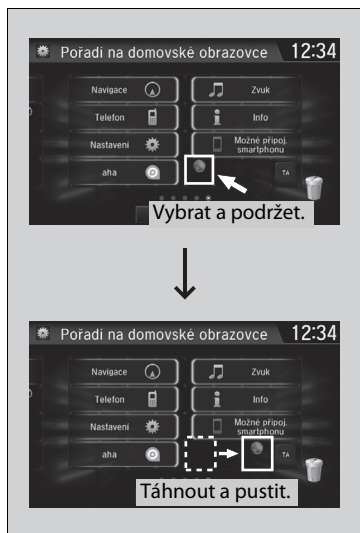 Pořadí na domovské obrazovce 12:34
Navigace
Zvuk
Telefon
Info
Nastavení
Možné připoj.
smartphonu
aha
TA
Vybrat a podržet.
Pořadí na domovské obrazovce 12:34
Navigace
Zvuk
Telefon
Info
Nastavení
Možné připoj.
smartphonu
aha
TA
Táhnout a pustit.